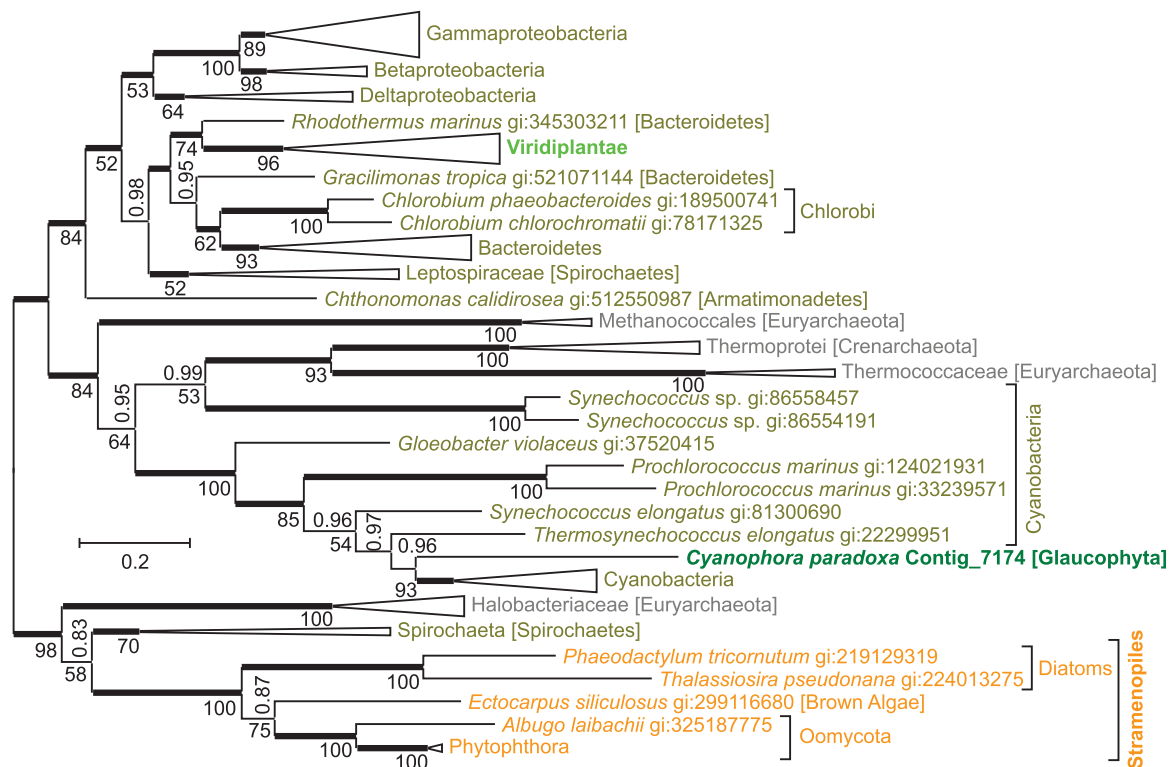 Gammaproteobacteria
89
100
Betaproteobacteria
98
53
Deltaproteobacteria
64
Rhodothermus marinus gi:345303211 [Bacteroidetes]
74
Viridiplantae
52
96
0.95
Gracilimonas tropica gi:521071144 [Bacteroidetes]
0.98
Chlorobium phaeobacteroides gi:189500741
Chlorobi
100
Chlorobium chlorochromatii gi:78171325
84
62
Bacteroidetes
93
Leptospiraceae [Spirochaetes]
52
Chthonomonas calidirosea gi:512550987 [Armatimonadetes]
Methanococcales [Euryarchaeota]
100
Thermoprotei [Crenarchaeota]
100
0.99
93
Thermococcaceae [Euryarchaeota]
100
84
0.95
53
Synechococcus sp. gi:86558457
100
Synechococcus sp. gi:86554191
64
Gloeobacter violaceus gi:37520415
Cyanobacteria
Prochlorococcus marinus gi:124021931
100
100
Prochlorococcus marinus gi:33239571
85
0.96
Synechococcus elongatus gi:81300690
54
0.97
Thermosynechococcus elongatus gi:22299951
0.96
0.2
Cyanophora paradoxa Contig_7174 [Glaucophyta]
93
Cyanobacteria
Halobacteriaceae [Euryarchaeota]
100
98
0.83
Spirochaeta [Spirochaetes]
70
58
Phaeodactylum tricornutum gi:219129319
Diatoms
100
Thalassiosira pseudonana gi:224013275
Stramenopiles
100
0.87
Ectocarpus siliculosus gi:299116680 [Brown Algae]
75
Albugo laibachii gi:325187775
Oomycota
100
Phytophthora
100